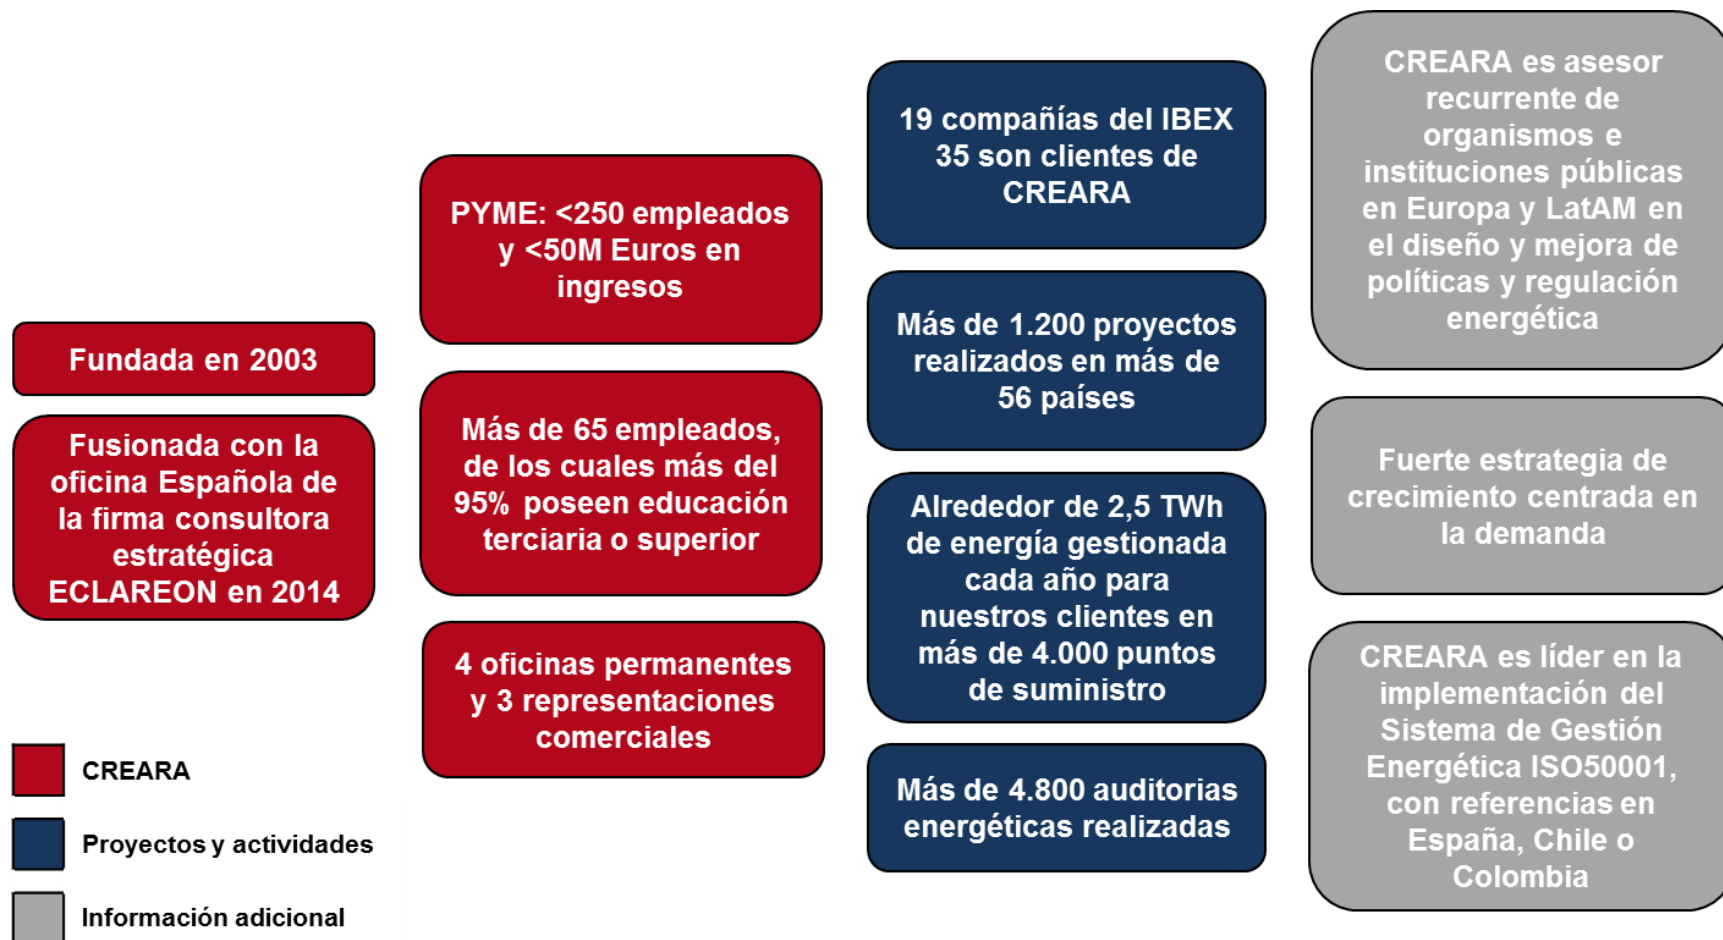 Fundada en 2003
Fusionada con la
oficina Española de
la firma consultora
estratégica
ECLAREON en 2014
PYME: <250 empleados
y <50M Euros en
ingresos
Más de 65 empleados,
de los cuales más del
95% poseen educación
terciaria o superior
4 oficinas permanentes
y 3 representaciones
comerciales
19 compañías del IBEX
35 son clientes de
CREARA
Más de 1.200 proyectos
realizados en más de
56 países
Alrededor de 2,5 TWh
de energía gestionada
cada año para
nuestros clientes en
más de 4.000 puntos
de suministro
Más de 4.800 auditorias
energéticas realizadas
CREARA es asesor
recurrente de
organismos e
instituciones públicas
en Europa y LatAM en
el diseño y mejora de
políticas y regulación
energética
Fuerte estrategia de
crecimiento centrada en
la demanda
CREARA es líder en la
implementación del
Sistema de Gestión
Energética ISO50001,
con referencias en
España, Chile o
Colombia
CREARA
Proyectos y actividades
Información adicional